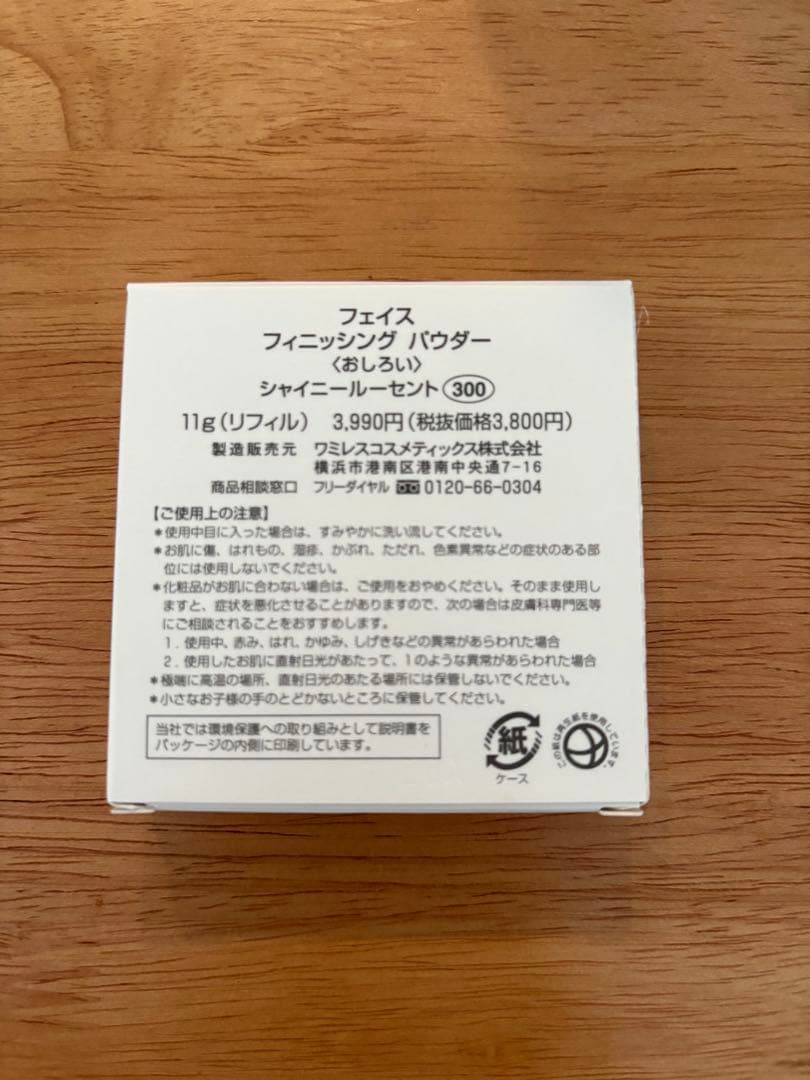 フェイス
フィニッシング パウダー
〈おしろい〉
シャイニールーセント 300
11g(リフィル) 3,990円(税抜価格3,800円)
製造販売元 ワミレスコスメティックス株式会社
横浜市港南区港南中央通7-16
商品相談窓口 フリーダイヤル 0120-66-0304
【ご使用上の注意】
*使用中目に入った場合は、すみやかに洗い流してください。
*お肌に傷、はれもの、湿疹、かぶれ、ただれ、色素異常などの症状のある部
位には使用しないでください。
*化粧品がお肌に合わない場合は、ご使用をおやめください。そのまま使用し
ますと、症状を悪化させることがありますので、次の場合は皮膚科専門医等
にご相談されることをおすすめします。
1. 使用中、赤み、はれ、かゆみ、しげきなどの異常があらわれた場合
2. 使用したお肌に直射日光があたって、1のような異常があらわれた場合
*極端に高温の場所、直射日光のあたる場所には保管しないでください。
*小さなお子様の手のとどかないところに保管してください。
当社では環境保護への取り組みとして説明書を
パッケージの内側に印刷しています。
紙
ケース
この紙は再生紙を使用しています。